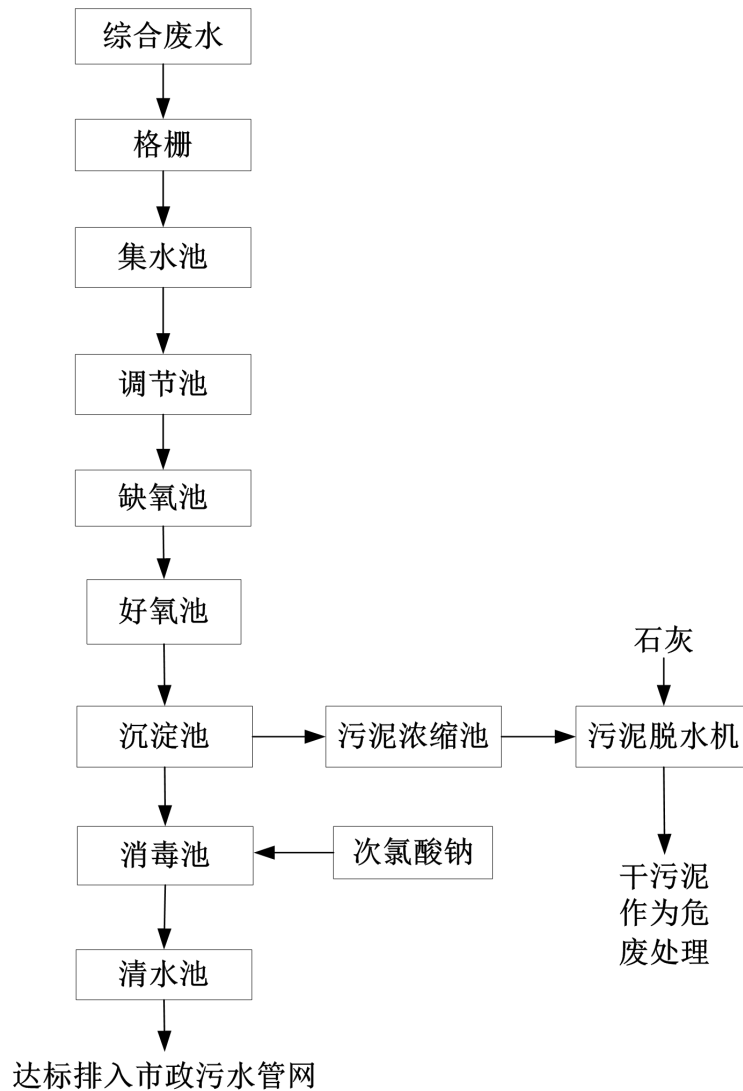 综合废水
格栅
集水池
调节池
缺氧池
好氧池
石灰
沉淀池
污泥浓缩池
污泥脱水机
消毒池
次氯酸钠
干污泥
作为危
废处理
清水池
达标排入市政污水管网